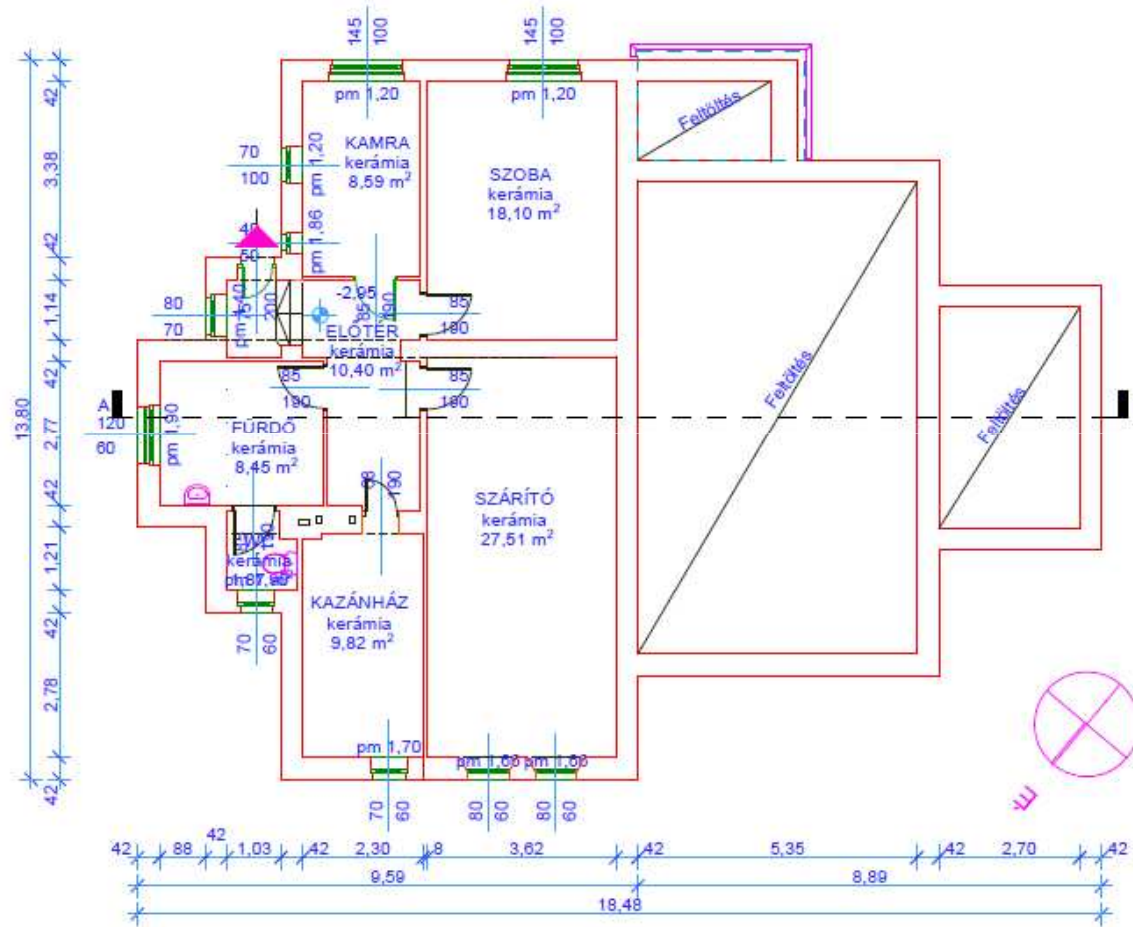 145
100
145
100
pm 1,20
pm 1,20
Feltöltés
KAMRA
kerámia
8,59 m²
SZOBA
kerámia
18,10 m²
70
100
pm 1,20
pm 1,86
-2,95
ELŐTÉR
kerámia
10,40 m²
85
190
85
190
80
70
75
200
85
190
85
190
Feltöltés
Feltöltés
A
120
60
pm 1,90
FÜRDŐ
kerámia
8,45 m²
190
SZÁRÍTÓ
kerámia
27,51 m²
kerámia
KAZÁNHÁZ
kerámia
9,82 m²
70
60
pm 1,70
70
60
80
60
80
60
É
42
3,38
42
1,14
42
2,77
42
1,21
42
2,78
42
13,80
42
88
42
1,03
42
2,30
8
3,62
42
5,35
42
2,70
42
9,59
8,89
18,48